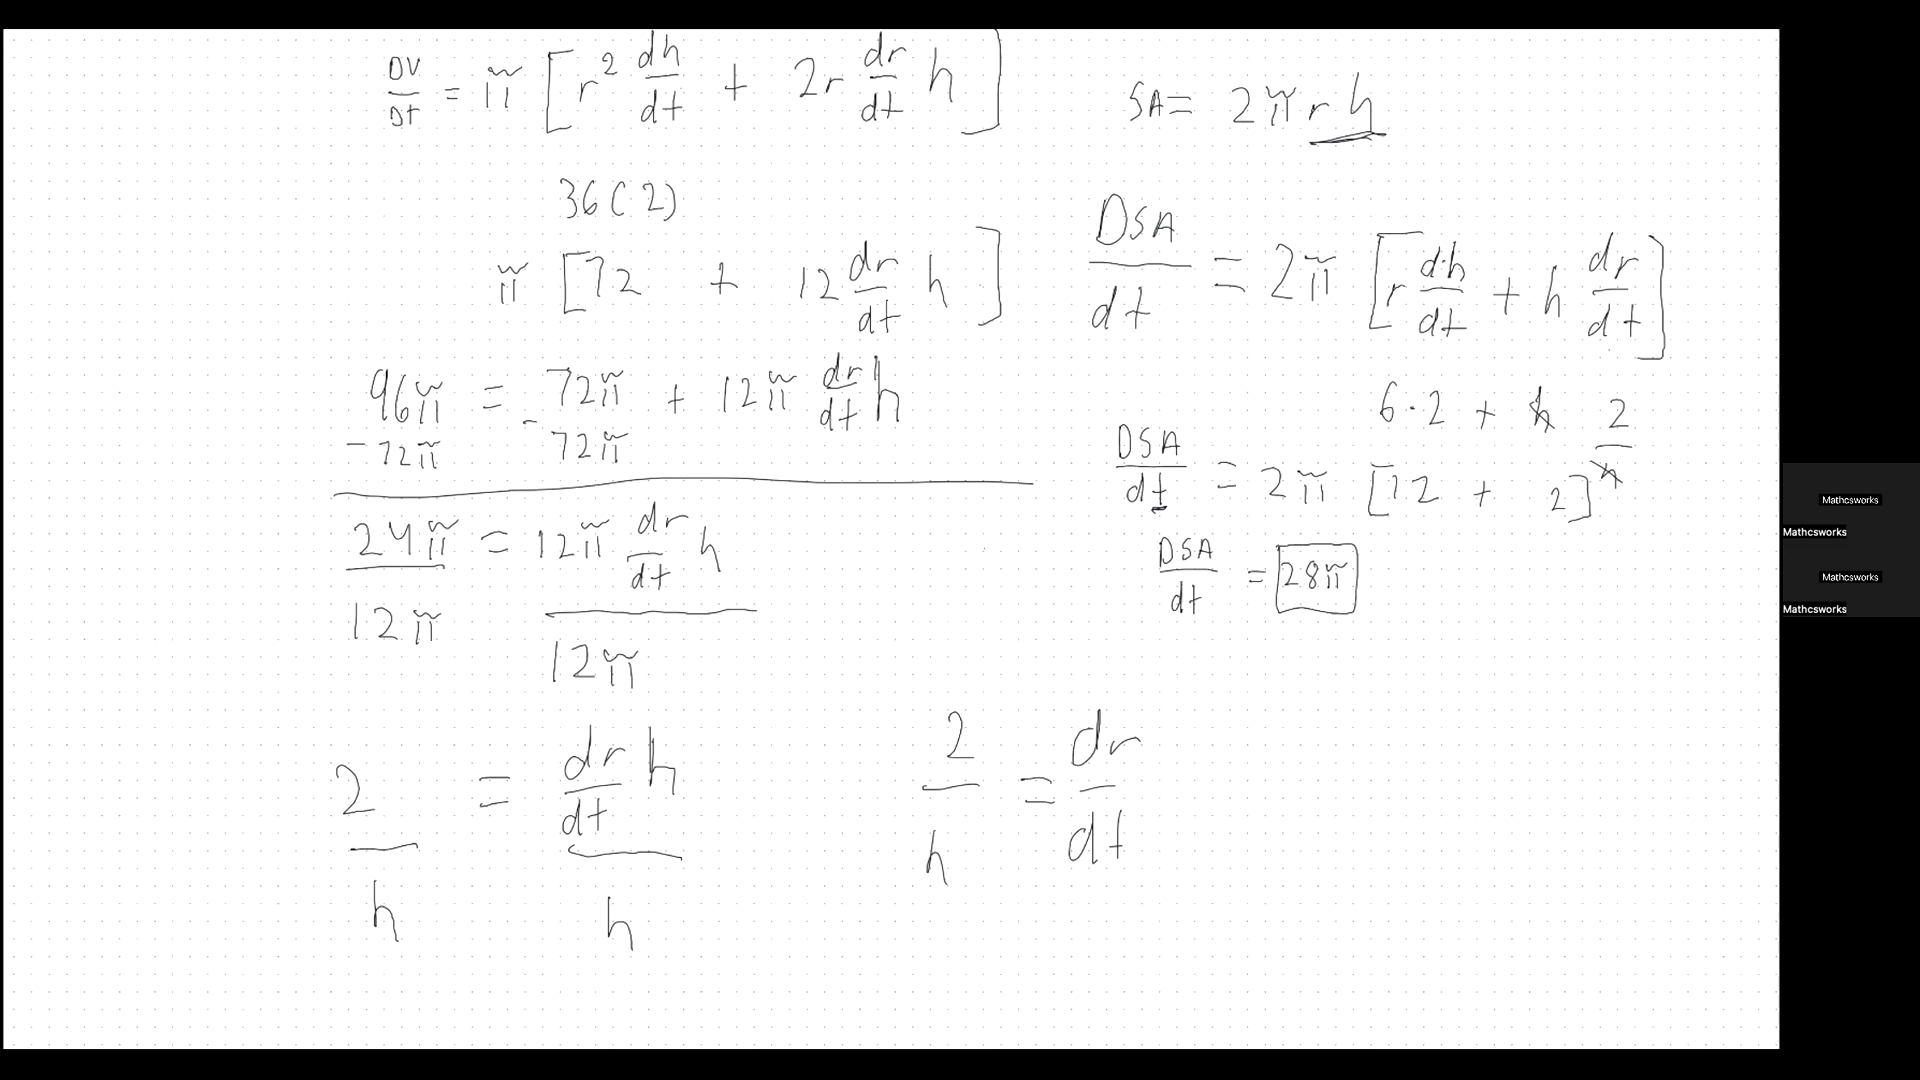 DV/Dt = π [ r² dh/dt + 2r dr/dt h ]
36(2)
π [ 72 + 12 dr/dt h ]
96π = 72π + 12π dr/dt h
-72π - 72π
24π/12π = 12π dr/dt h/12π
2/h = dr/dt h/h
2/h = dr/dt
SA = 2πrh
DSA/dt = 2π [ r dh/dt + h dr/dt ]
6·2 + h 2/h
DSA/dt = 2π [ 12 + 2 ]
DSA/dt = 28π
Mathcsworks
Mathcsworks
Mathcsworks
Mathcsworks